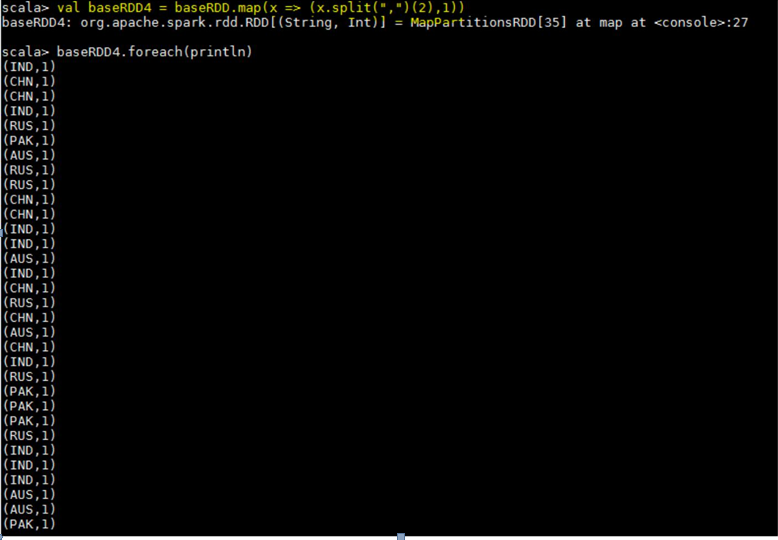 scala> val baseRDD4 = baseRDD.map(x => (x.split(",")(2),1))
baseRDD4: org.apache.spark.rdd.RDD[(String, Int)] = MapPartitionsRDD[35] at map at <console>:27
scala> baseRDD4.foreach(println)
(IND,1)
(CHN,1)
(CHN,1)
(IND,1)
(RUS,1)
(PAK,1)
(AUS,1)
(RUS,1)
(RUS,1)
(CHN,1)
(CHN,1)
(IND,1)
(IND,1)
(AUS,1)
(IND,1)
(CHN,1)
(RUS,1)
(CHN,1)
(AUS,1)
(CHN,1)
(IND,1)
(RUS,1)
(PAK,1)
(PAK,1)
(PAK,1)
(RUS,1)
(IND,1)
(IND,1)
(IND,1)
(AUS,1)
(AUS,1)
(PAK,1)